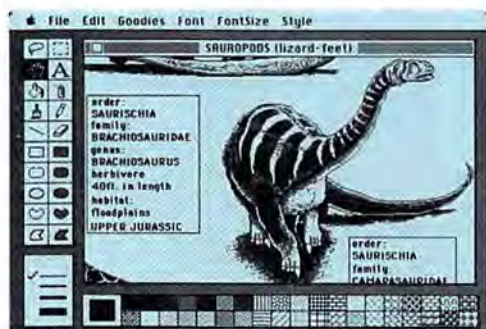 File Edit Goodies Font FontSize Style
SAUROPODS (lizard-feet)
A
order:
SAURISCHIA
family:
BRACHIOSAURIDAE
genus:
BRACHIOSAURUS
herbivore
40ft. in length
habitat:
floodplains
UPPER JURASSIC
order:
SAURISCHIA
family:
CAMARASAURIDAE